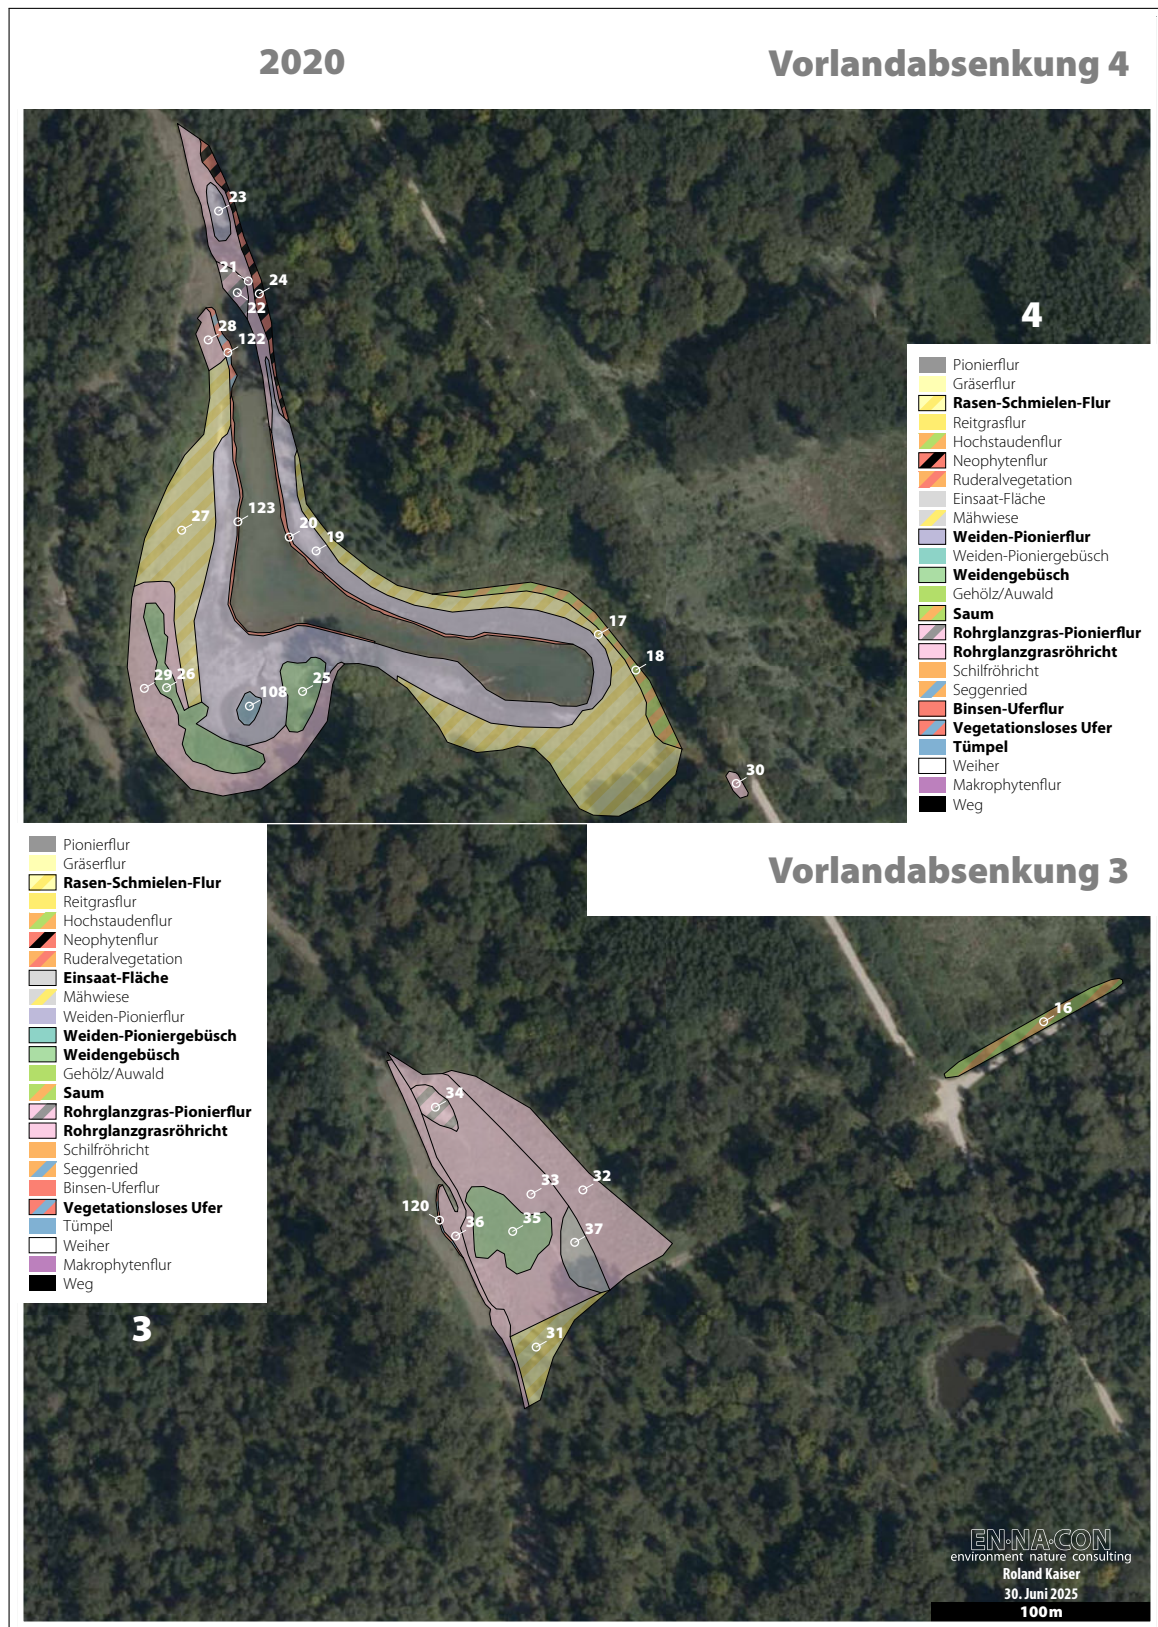 2020
Vorlandabsenkung 4
23
21
24
22
28
122
4
Pionierflur
Gräserflur
Rasen-Schmielen-Flur
Reitgrasflur
Hochstaudenflur
Neophytenflur
Ruderalvegetation
Einsaat-Fläche
Mähwiese
Weiden-Pionierflur
Weiden-Pioniergebüsch
Weidengebüsch
Gehölz/Auwald
Saum
Rohrglanzgras-Pionierflur
Rohrglanzgrasröhricht
Schilfröhricht
Seggenried
Binsen-Uferflur
Vegetationsloses Ufer
Tümpel
Weiher
Makrophytenflur
Weg
27
123
20
19
17
18
29
26
108
25
30
Vorlandabsenkung 3
Pionierflur
Gräserflur
Rasen-Schmielen-Flur
Reitgrasflur
Hochstaudenflur
Neophytenflur
Ruderalvegetation
Einsaat-Fläche
Mähwiese
Weiden-Pionierflur
Weiden-Pioniergebüsch
Weidengebüsch
Gehölz/Auwald
Saum
Rohrglanzgras-Pionierflur
Rohrglanzgrasröhricht
Schilfröhricht
Seggenried
Binsen-Uferflur
Vegetationsloses Ufer
Tümpel
Weiher
Makrophytenflur
Weg
3
16
34
33
32
120
36
35
37
31
EN·NA·CON
environment nature consulting
Roland Kaiser
30. Juni 2025
100 m